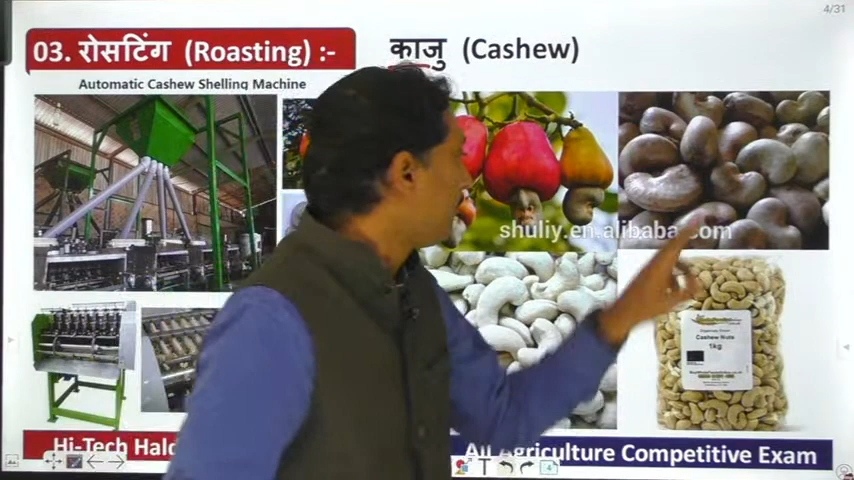 4/31
03. रोसटिंग (Roasting) :-
काजु (Cashew)
Automatic Cashew Shelling Machine
shuliy.en.alibaba.com
Cashew Nuts
1kg
Hi-Tech Hald
All Agriculture Competitive Exam